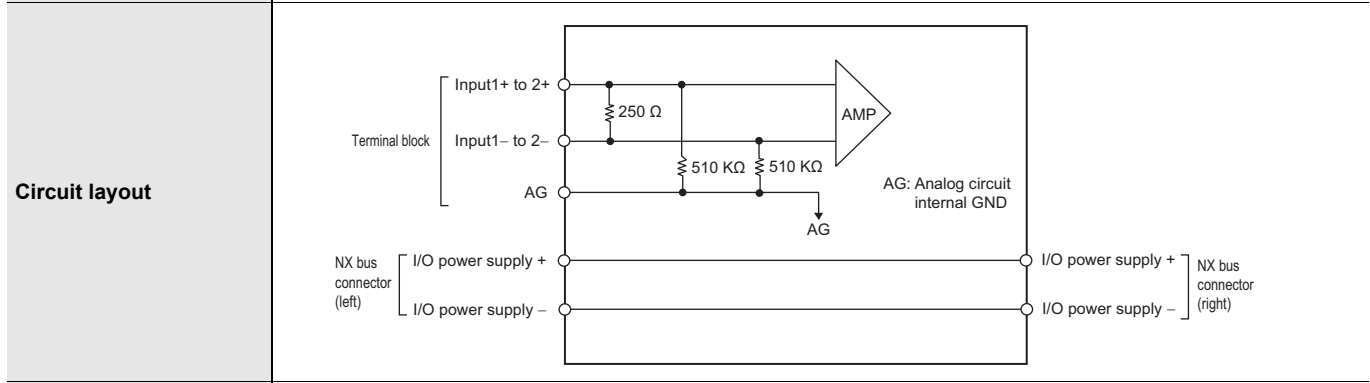 Circuit layout
Terminal block
Input1+ to 2+
Input1– to 2–
AG
250 Ω
510 KΩ
510 KΩ
AMP
AG
AG: Analog circuit
internal GND
NX bus
connector
(left)
I/O power supply +
I/O power supply –
I/O power supply +
I/O power supply –
NX bus
connector
(right)